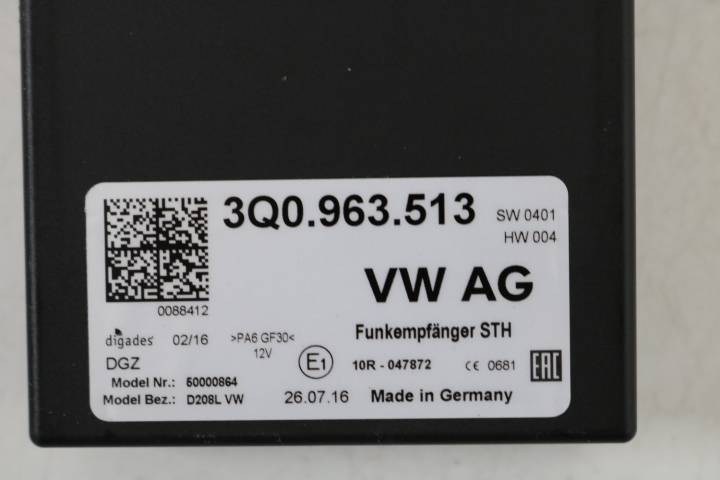 3Q0.963.513 SW 0401
HW 004
VW AG
0088412
Funkempfänger STH
digades 02/16 >PA6 GF30<
12V
DGZ E1 10R - 047872 CE 0681 EAC
Model Nr.: 50000864
Model Bez.: D208L VW 26.07.16 Made in Germany